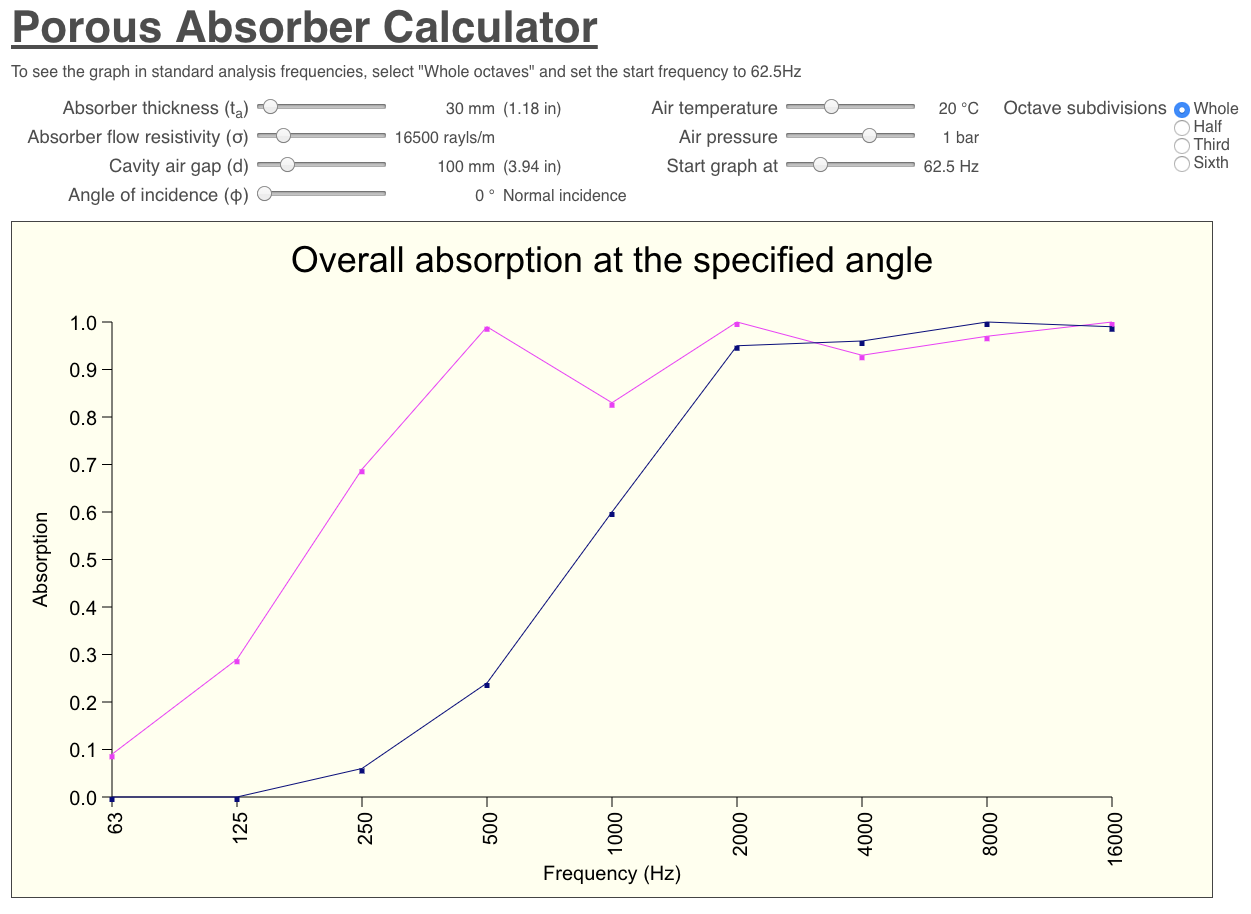 Porous Absorber Calculator
To see the graph in standard analysis frequencies, select "Whole octaves" and set the start frequency to 62.5Hz
Absorber thickness (ta) 30 mm (1.18 in) Air temperature 20 °C Octave subdivisions Whole
Half
Absorber flow resistivity (σ) 16500 rayls/m Air pressure 1 bar
Third
Cavity air gap (d) 100 mm (3.94 in) Start graph at 62.5 Hz Sixth
Angle of incidence (φ) 0 ° Normal incidence
Overall absorption at the specified angle
1.0
0.9
0.8
0.7
0.6
0.5
0.4
0.3
0.2
0.1
0.0
Absorption
63 125 250 500 1000 2000 4000 8000 16000
Frequency (Hz)